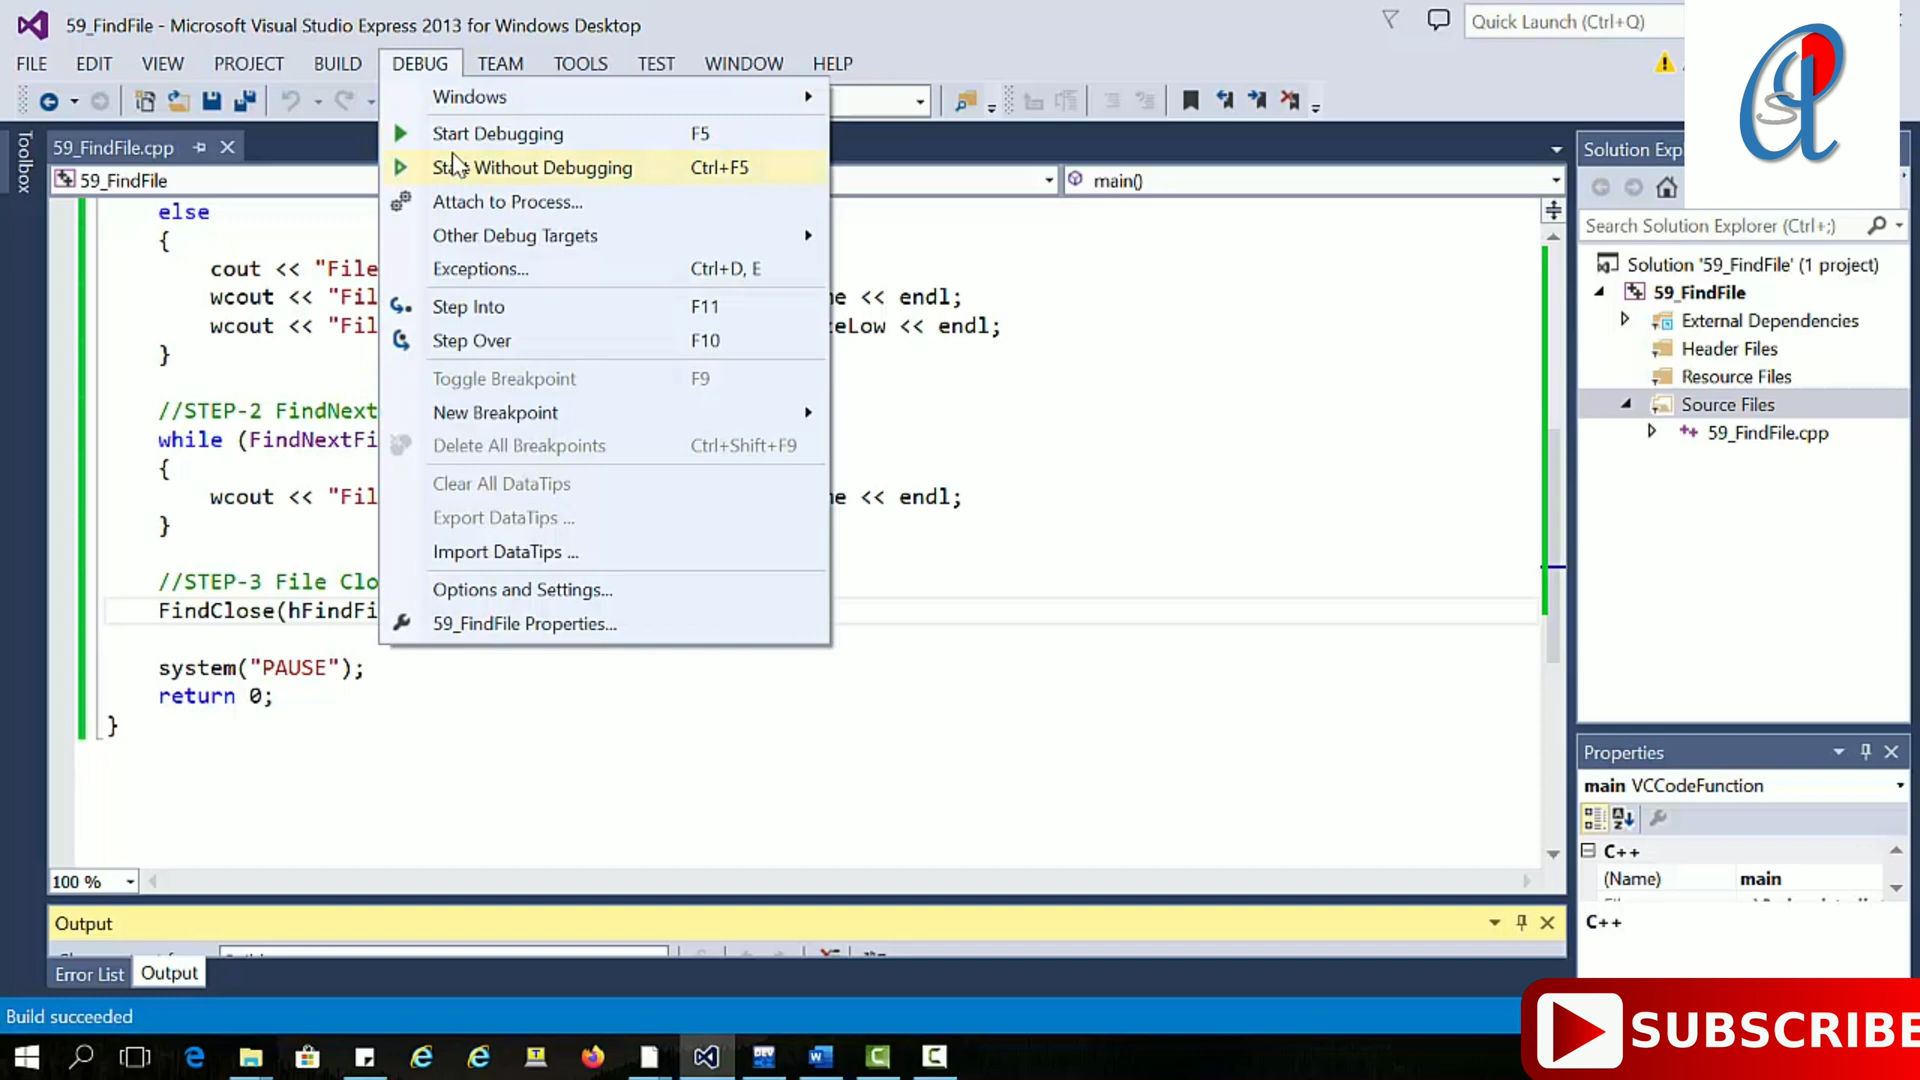 59_FindFile - Microsoft Visual Studio Express 2013 for Windows Desktop
Quick Launch (Ctrl+Q)
FILE EDIT VIEW PROJECT BUILD DEBUG TEAM TOOLS TEST WINDOW HELP
Windows
Start Debugging F5
Without Debugging Ctrl+F5
Attach to Process...
Other Debug Targets
Exceptions... Ctrl+D, E
Step Into F11
Step Over F10
Toggle Breakpoint F9
New Breakpoint
Delete All Breakpoints Ctrl+Shift+F9
Clear All DataTips
Export DataTips ...
Import DataTips ...
Options and Settings...
59_FindFile Properties...
Toolbox
59_FindFile.cpp
59_FindFile
main()
else
{
cout << "File
wcout << "Fil e << endl;
wcout << "Fil eLow << endl;
}
//STEP-2 FindNext
while (FindNextFi
{
wcout << "Fil e << endl;
}
//STEP-3 File Clo
FindClose(hFindFi
system("PAUSE");
return 0;
}
100 %
Output
Error List Output
Build succeeded
Solution Exp
Search Solution Explorer (Ctrl+;)
Solution '59_FindFile' (1 project)
59_FindFile
External Dependencies
Header Files
Resource Files
Source Files
59_FindFile.cpp
Properties
main VCCodeFunction
C++
(Name) main
C++
DEV
SUBSCRIBE